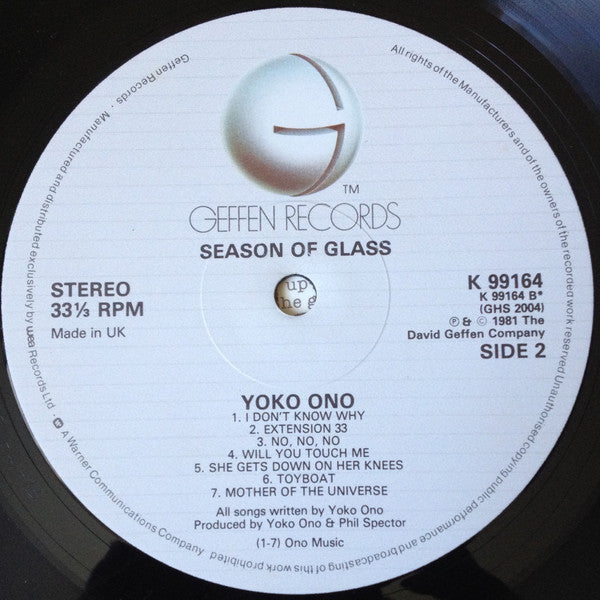 TM
GEFFEN RECORDS
SEASON OF GLASS
STEREO
33⅓ RPM
Made in UK
up
he
K 99164
K 99164 B*
(GHS 2004)
℗ & © 1981 The
David Geffen Company
SIDE 2
YOKO ONO
1. I DON'T KNOW WHY
2. EXTENSION 33
3. NO, NO, NO
4. WILL YOU TOUCH ME
5. SHE GETS DOWN ON HER KNEES
6. TOYBOAT
7. MOTHER OF THE UNIVERSE
All songs written by Yoko Ono
Produced by Yoko Ono & Phil Spector
(1-7) Ono Music
Geffen Records · Manufactured and distributed exclusively by wea Records Ltd · A Warner Communications Company
All rights of the Manufacturers and of the owners of the recorded work reserved Unauthorised copying public performance and broadcasting of this work prohibited